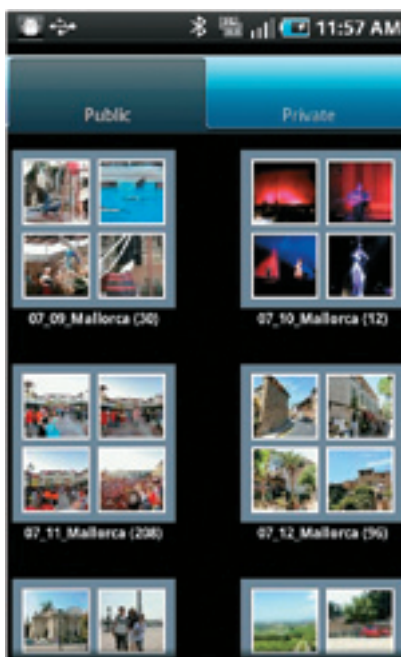 11:57 AM
Public Private
07_09_Mallorca (30) 07_10_Mallorca (12)
07_11_Mallorca (208) 07_12_Mallorca (96)